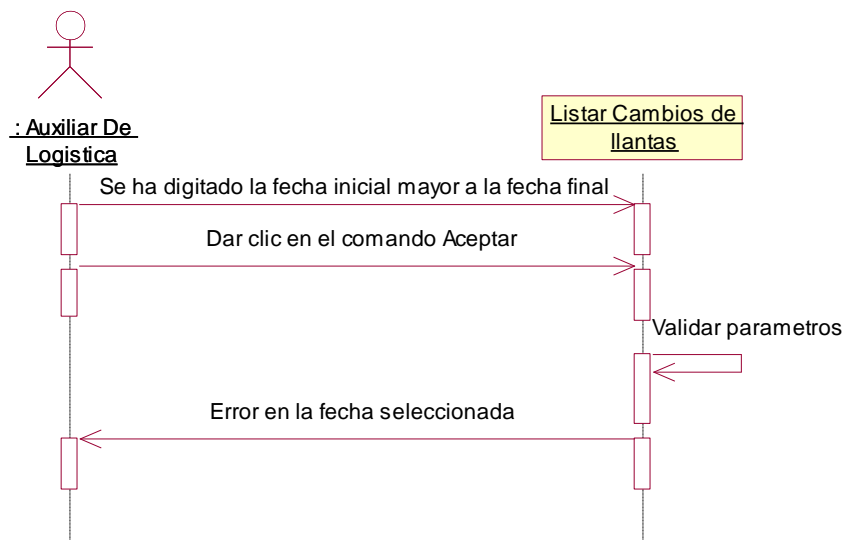 : Auxiliar De
Logistica
Listar Cambios de
llantas
Se ha digitado la fecha inicial mayor a la fecha final
Dar clic en el comando Aceptar
Validar parametros
Error en la fecha seleccionada